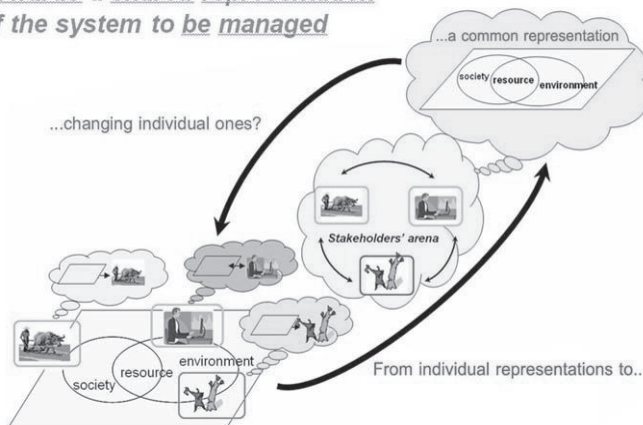 f the system to be managed
...a common representation
society resource environment
...changing individual ones?
Stakeholders' arena
environment
resource
society
From individual representations to...